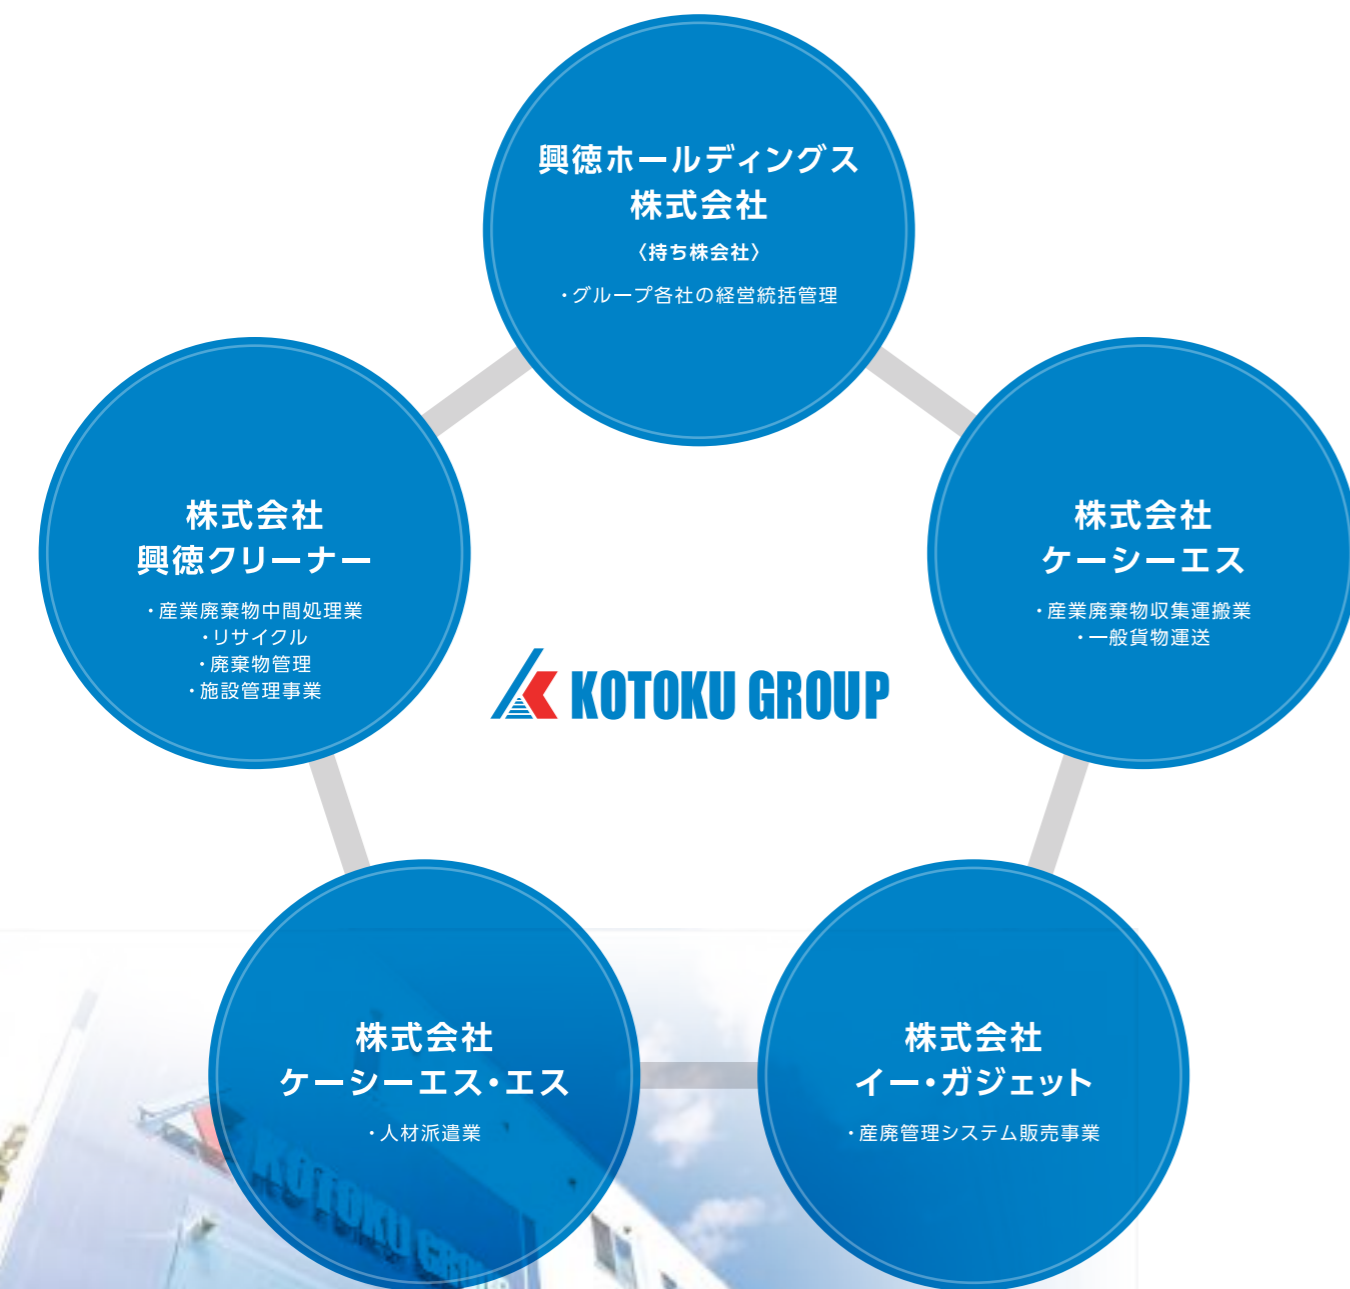 興徳ホールディングス
株式会社
〈持ち株会社〉
・グループ各社の経営統括管理
株式会社
興徳クリーナー
・産業廃棄物中間処理業
・リサイクル
・廃棄物管理
・施設管理事業
株式会社
ケーシーエス
・産業廃棄物収集運搬業
・一般貨物運送
KOTOKU GROUP
株式会社
ケーシーエス・エス
・人材派遣業
株式会社
イー・ガジェット
・産廃管理システム販売事業
KOTOKU GROUP